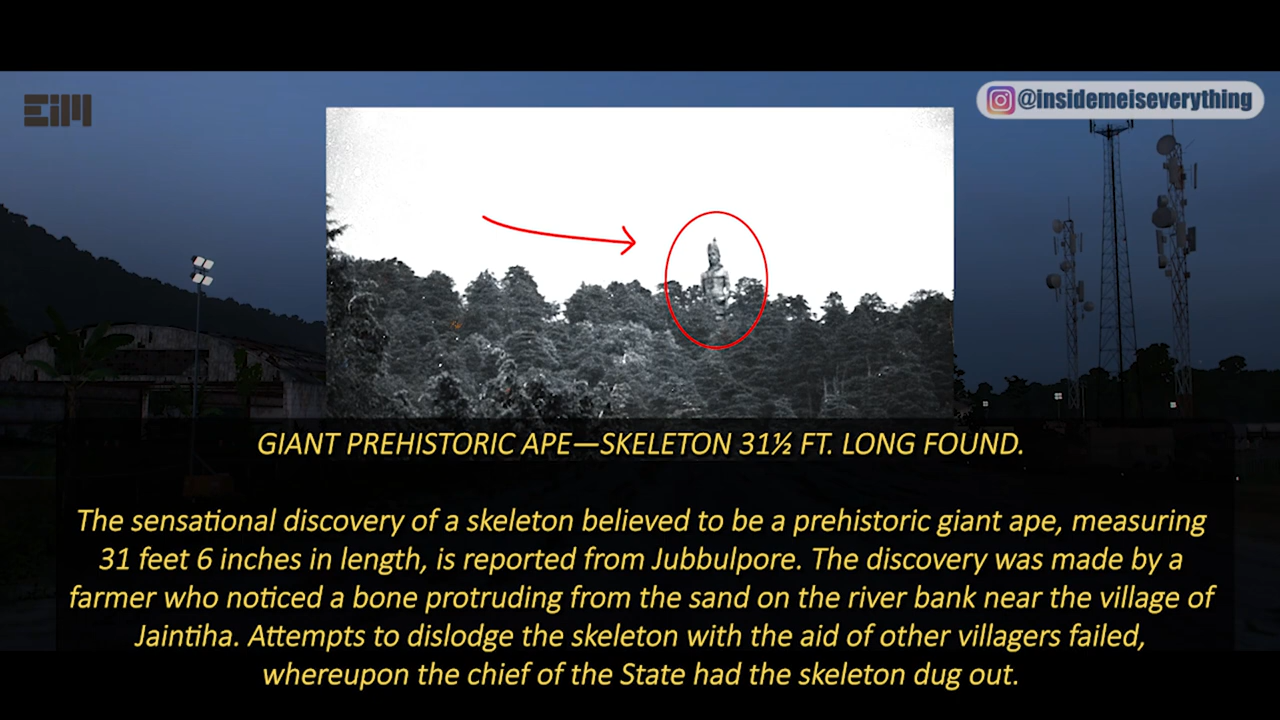 EiM
@insidemeiseverything
GIANT PREHISTORIC APE—SKELETON 31½ FT. LONG FOUND.
The sensational discovery of a skeleton believed to be a prehistoric giant ape, measuring
31 feet 6 inches in length, is reported from Jubbulpore. The discovery was made by a
farmer who noticed a bone protruding from the sand on the river bank near the village of
Jaintiha. Attempts to dislodge the skeleton with the aid of other villagers failed,
whereupon the chief of the State had the skeleton dug out.